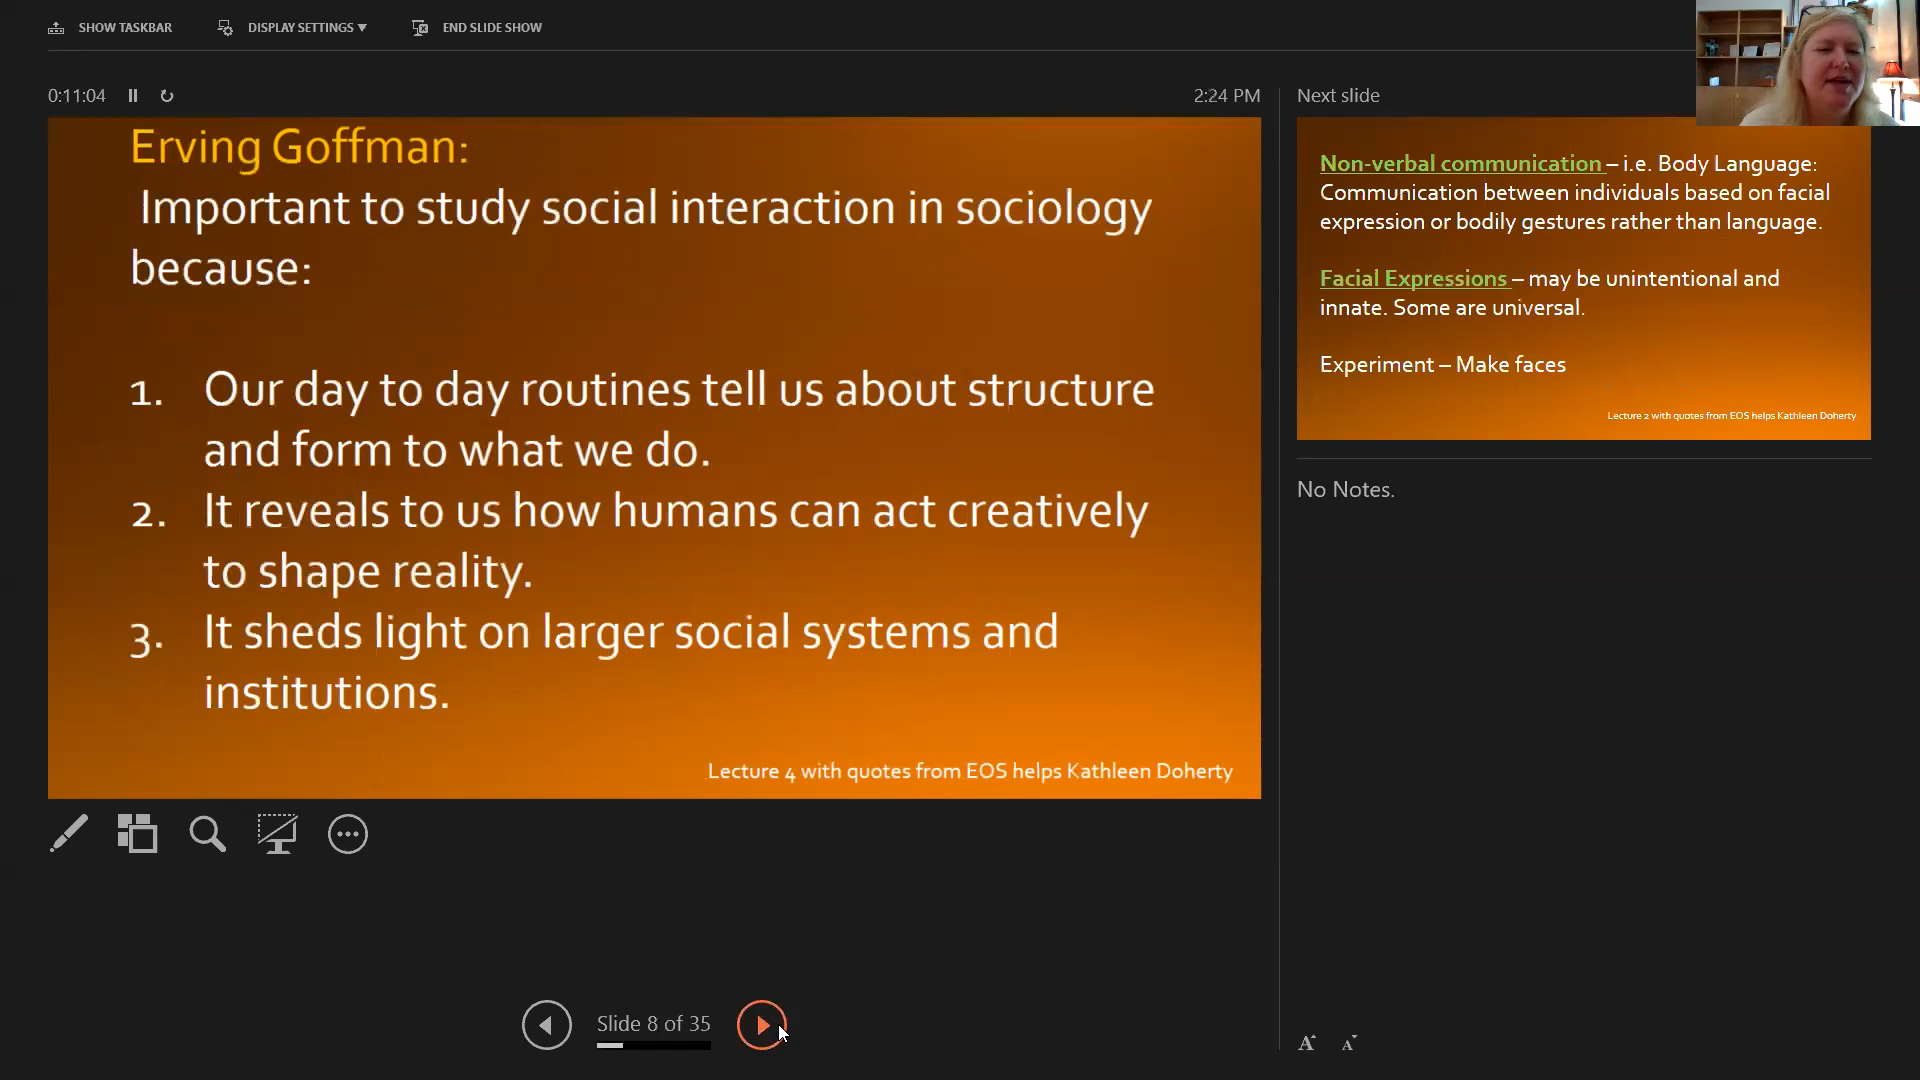 SHOW TASKBAR
DISPLAY SETTINGS
END SLIDE SHOW
0:11:04
2:24 PM
Erving Goffman:
Important to study social interaction in sociology
because:
1. Our day to day routines tell us about structure
and form to what we do.
2. It reveals to us how humans can act creatively
to shape reality.
3. It sheds light on larger social systems and
institutions.
Lecture 4 with quotes from EOS helps Kathleen Doherty
Slide 8 of 35
Next slide
Non-verbal communication – i.e. Body Language:
Communication between individuals based on facial
expression or bodily gestures rather than language.
Facial Expressions – may be unintentional and
innate. Some are universal.
Experiment – Make faces
Lecture 2 with quotes from EOS helps Kathleen Doherty
No Notes.
A A